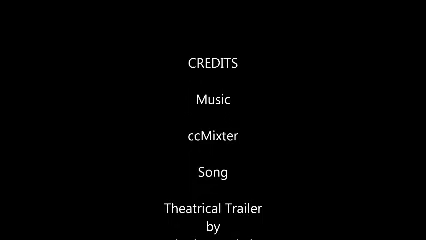 CREDITS
Music
ccMixter
Song
Theatrical Trailer
by